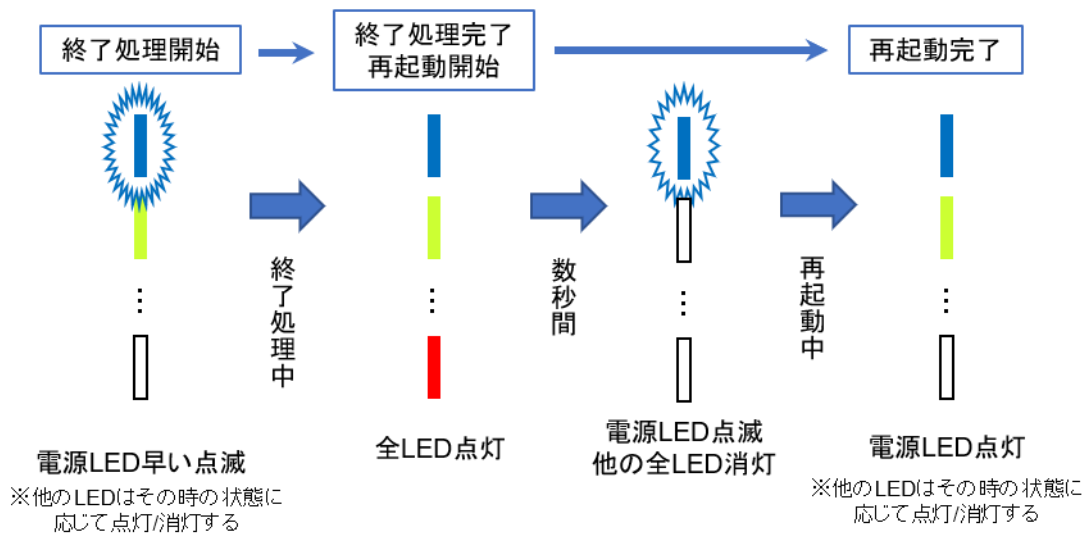 終了処理開始
終了処理完了
再起動開始
再起動完了
終了処理中
数秒間
再起動中
⋮
⋮
⋮
⋮
電源LED早い点滅
※他のLEDはその時の状態に
応じて点灯/消灯する
全LED点灯
電源LED点滅
他の全LED消灯
電源LED点灯
※他のLEDはその時の状態に
応じて点灯/消灯する